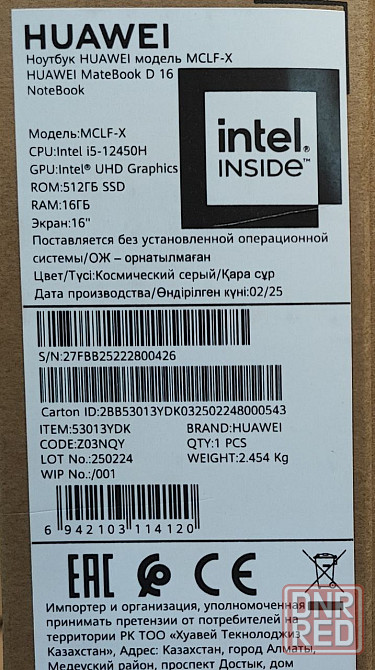 HUAWEI
Ноутбук HUAWEI модель MCLF-X
HUAWEI MateBook D 16
NoteBook
intel.
INSIDE™
Модель:MCLF-X
CPU:Intel i5-12450H
GPU:Intel® UHD Graphics
ROM:512ГБ SSD
RAM:16ГБ
Экран:16"
Поставляется без установленной операционной
системы/ОЖ – орнатылмаған
Цвет/Түсі:Космический серый/Қара сұр
Дата производства/Өндірілген күні:02/25
S/N:27FBB25222800426
Carton ID:2BB53013YDK032502248000543
ITEM:53013YDK BRAND:HUAWEI
CODE:Z03NQY QTY:1 PCS
LOT No.:250224 WEIGHT:2.454 Kg
WIP No.:/001
6 942103 114120
EAC CE
Импортер и организация, уполномоченная
принимать претензии от потребителей на
территории РК ТОО «Хуавей Текнолоджиз
Казахстан», Адрес: Казахстан, город Алматы,
Медеуский район, проспект Достык, дом
DNR
RED